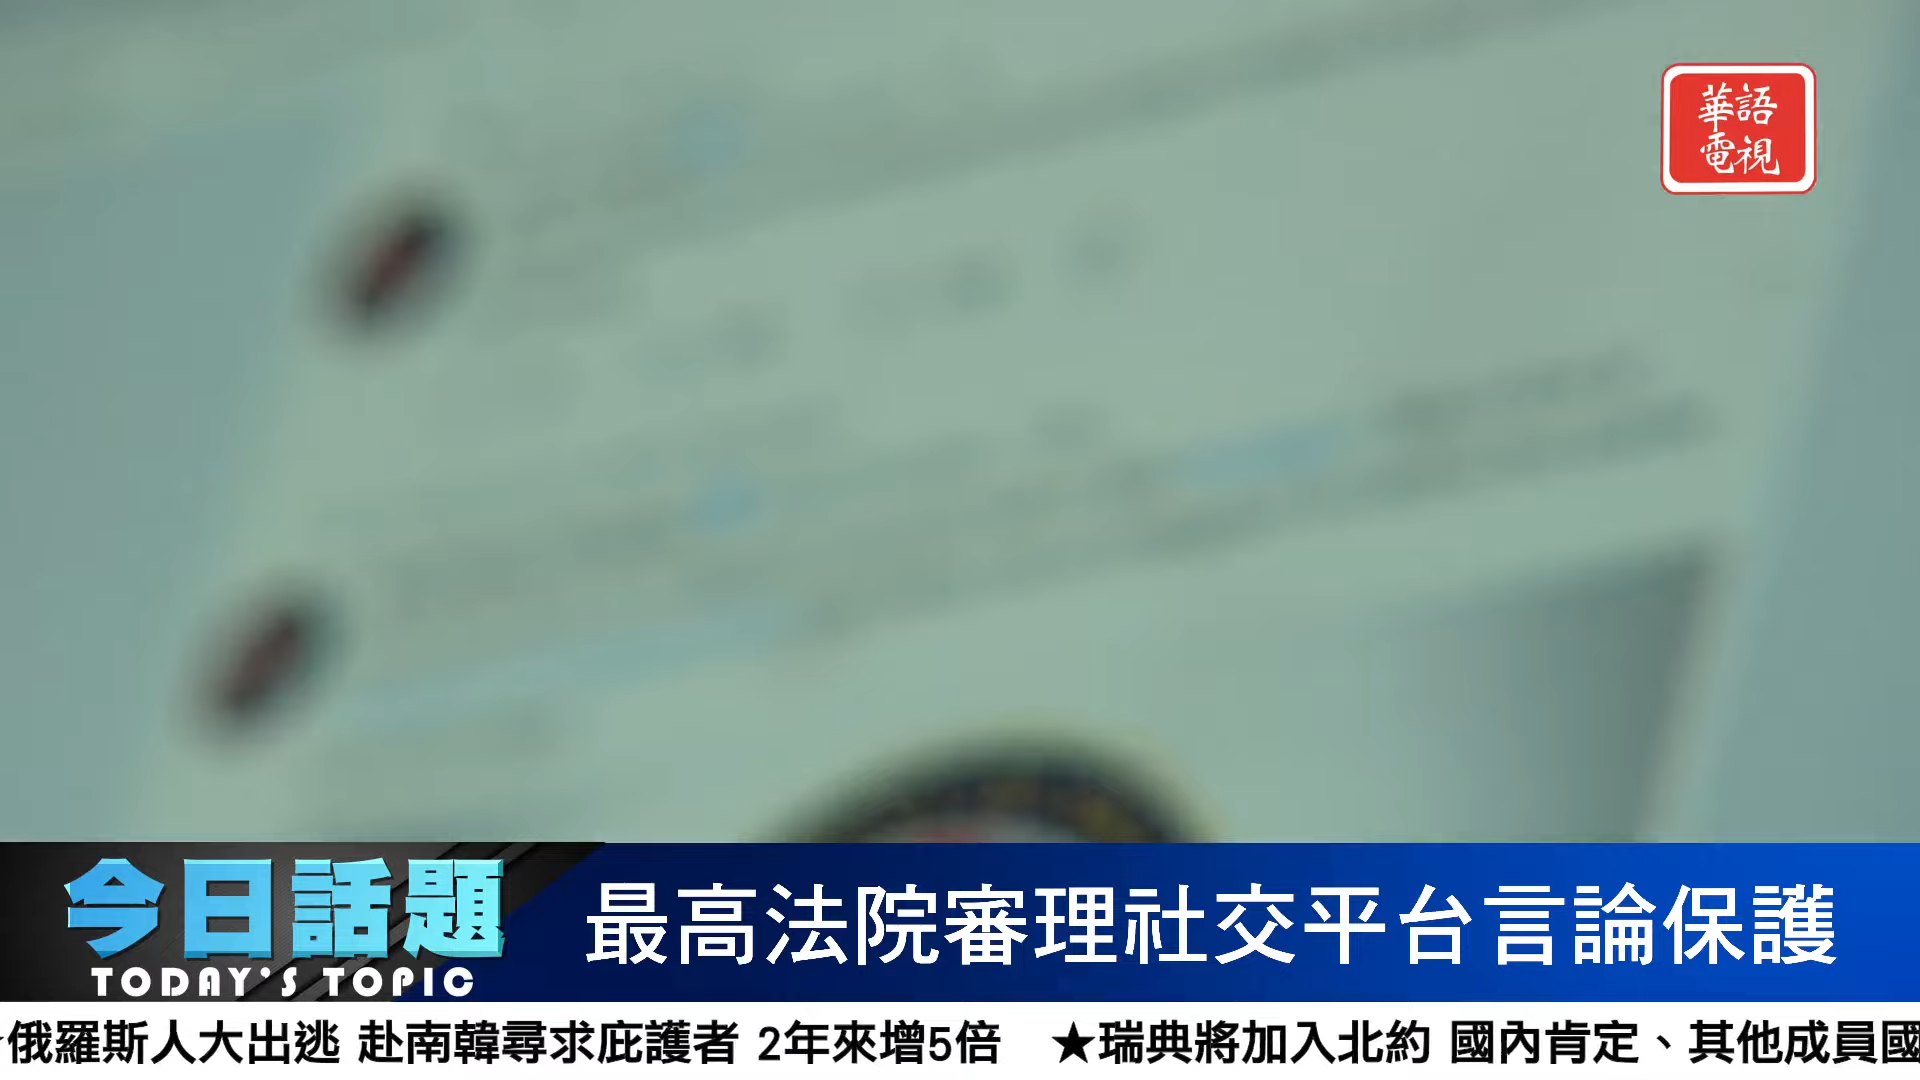 華語
電視
今日話題
TODAY'S TOPIC
最高法院審理社交平台言論保護
俄羅斯人大出逃 赴南韓尋求庇護者 2年來增5倍 ★瑞典將加入北約 國內肯定、其他成員國